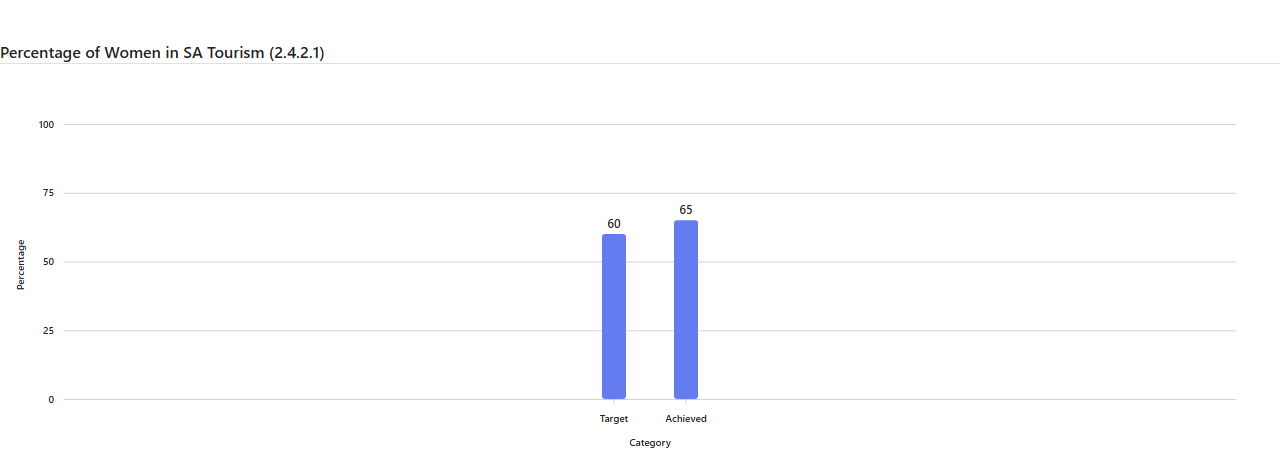 Percentage of Women in SA Tourism (2.4.2.1)
100
75
50
25
0
Percentage
60
65
Target
Achieved
Category